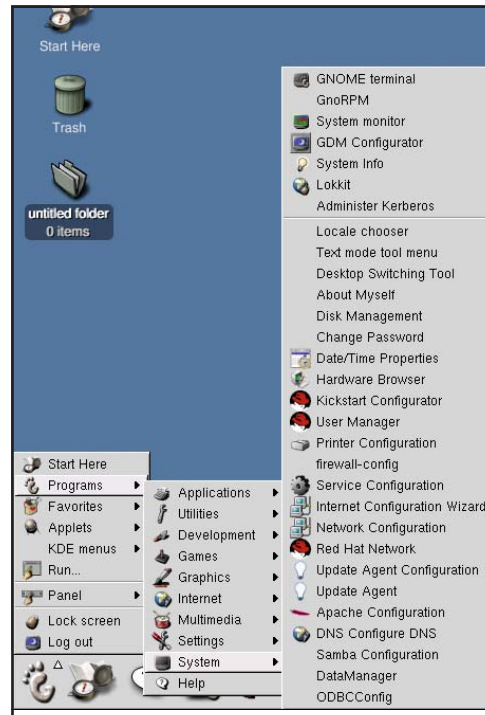 Start Here
Trash
untitled folder
0 items
GNOME terminal
GnoRPM
System monitor
GDM Configurator
System Info
Lokkit
Administer Kerberos
Locale chooser
Text mode tool menu
Desktop Switching Tool
About Myself
Disk Management
Change Password
Date/Time Properties
Hardware Browser
Kickstart Configurator
User Manager
Printer Configuration
firewall-config
Service Configuration
Internet Configuration Wizard
Network Configuration
Red Hat Network
Update Agent Configuration
Update Agent
Apache Configuration
DNS Configure DNS
Samba Configuration
DataManager
ODBCConfig
Start Here
Programs
Favorites
Applets
KDE menus
Run...
Panel
Lock screen
Log out
Applications
Utilities
Development
Games
Graphics
Internet
Multimedia
Settings
System
Help